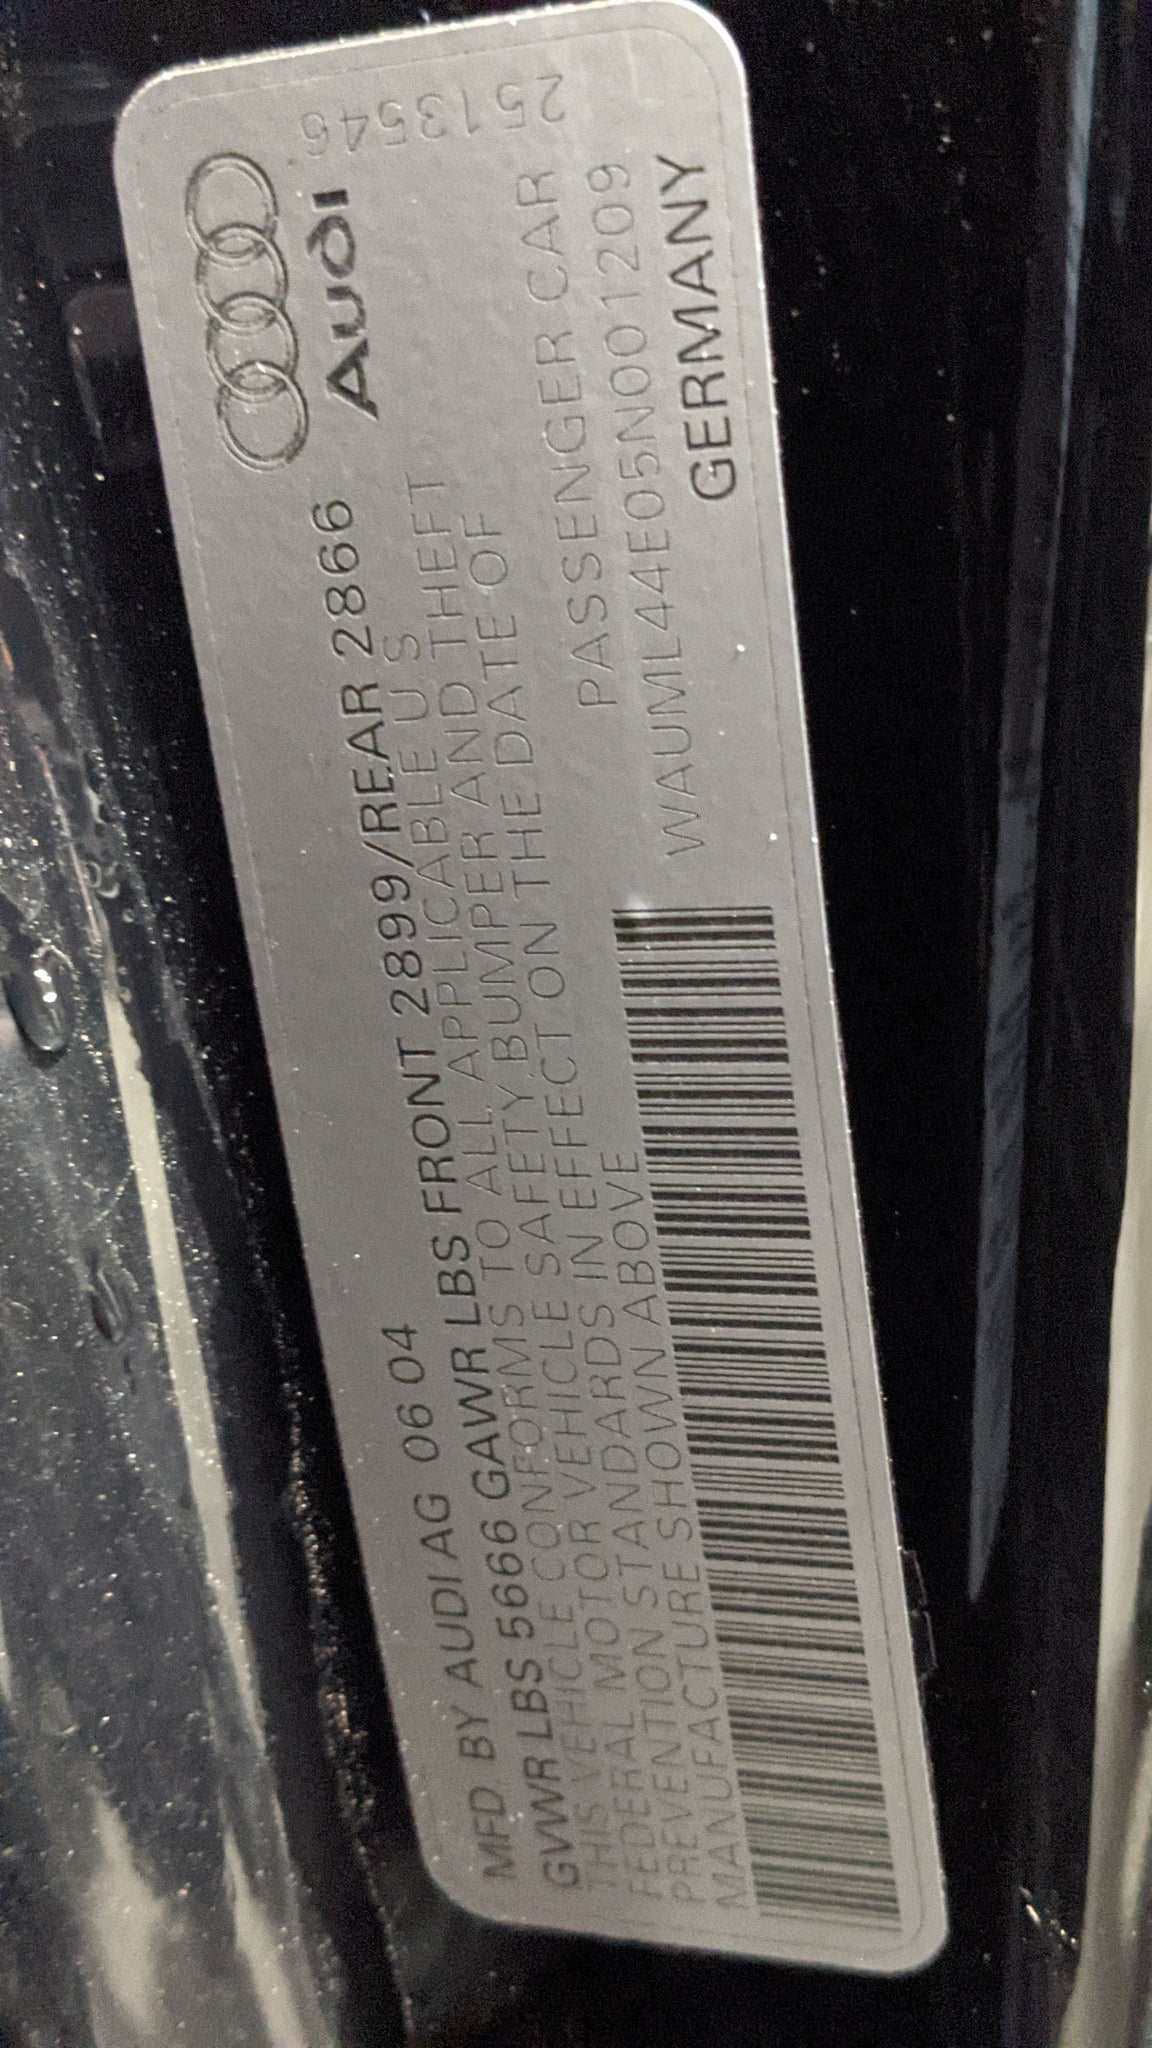 MFD. BY AUDI AG 06 04
GVWR LBS 5666 GAWR LBS FRONT 2899/REAR 2866
THIS VEHICLE CONFORMS TO ALL APPLICABLE U S
FEDERAL MOTOR VEHICLE SAFETY, BUMPER AND THEFT
PREVENTION STANDARDS IN EFFECT ON THE DATE OF
MANUFACTURE SHOWN ABOVE
PASSENGER CAR
WAUML44E05N001209
GERMANY
AUDI
2513546